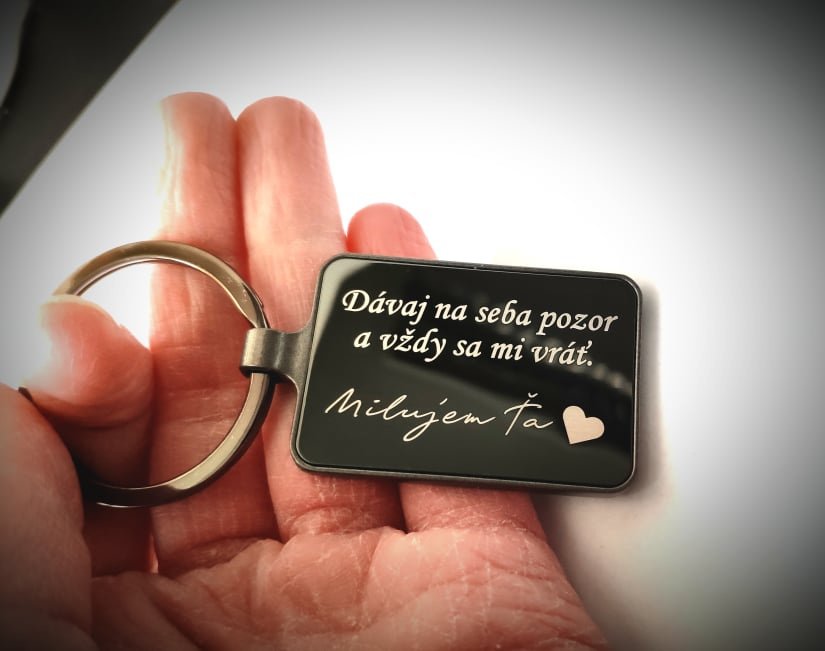 Dávaj na seba pozor
a vždy sa mi vráť.
Milujem Ťa